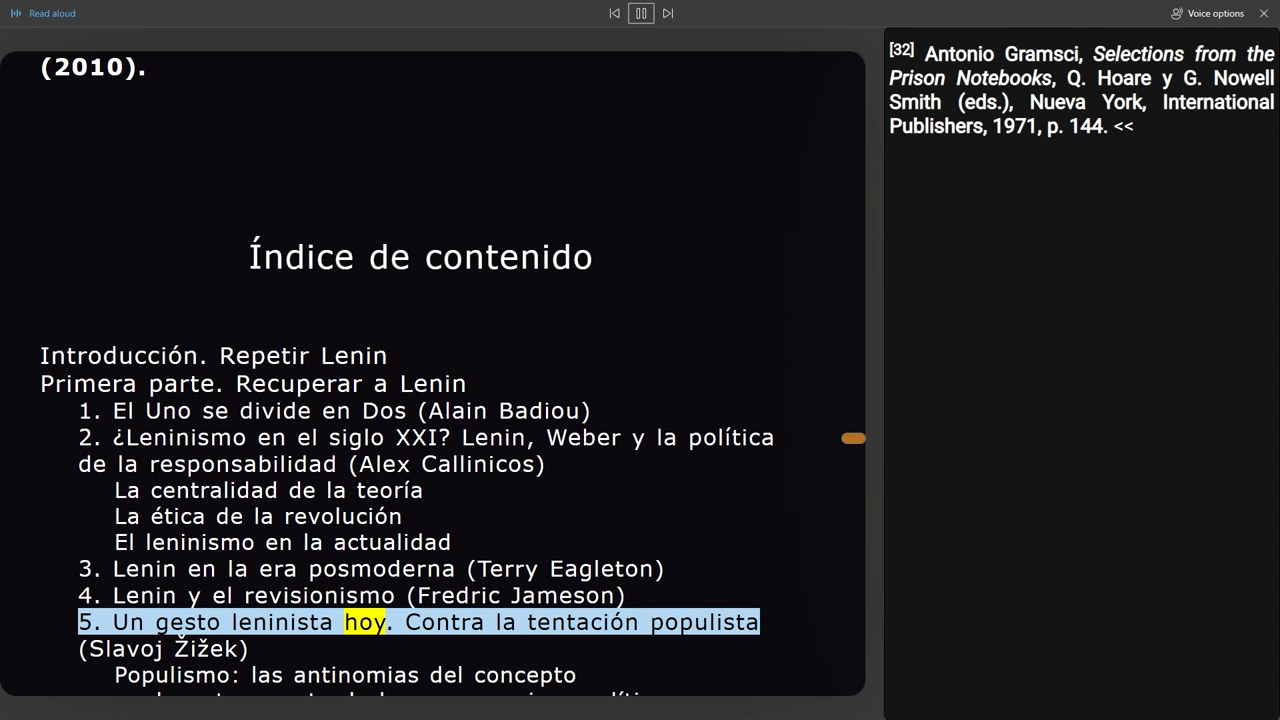 Read aloud
Voice options
(2010).
Índice de contenido
Introducción. Repetir Lenin
Primera parte. Recuperar a Lenin
1. El Uno se divide en Dos (Alain Badiou)
2. ¿Leninismo en el siglo XXI? Lenin, Weber y la política
de la responsabilidad (Alex Callinicos)
La centralidad de la teoría
La ética de la revolución
El leninismo en la actualidad
3. Lenin en la era posmoderna (Terry Eagleton)
4. Lenin y el revisionismo (Fredric Jameson)
5. Un gesto leninista hoy. Contra la tentación populista
(Slavoj Žižek)
Populismo: las antinomias del concepto
[32] Antonio Gramsci, Selections from the
Prison Notebooks, Q. Hoare y G. Nowell
Smith (eds.), Nueva York, International
Publishers, 1971, p. 144. <<